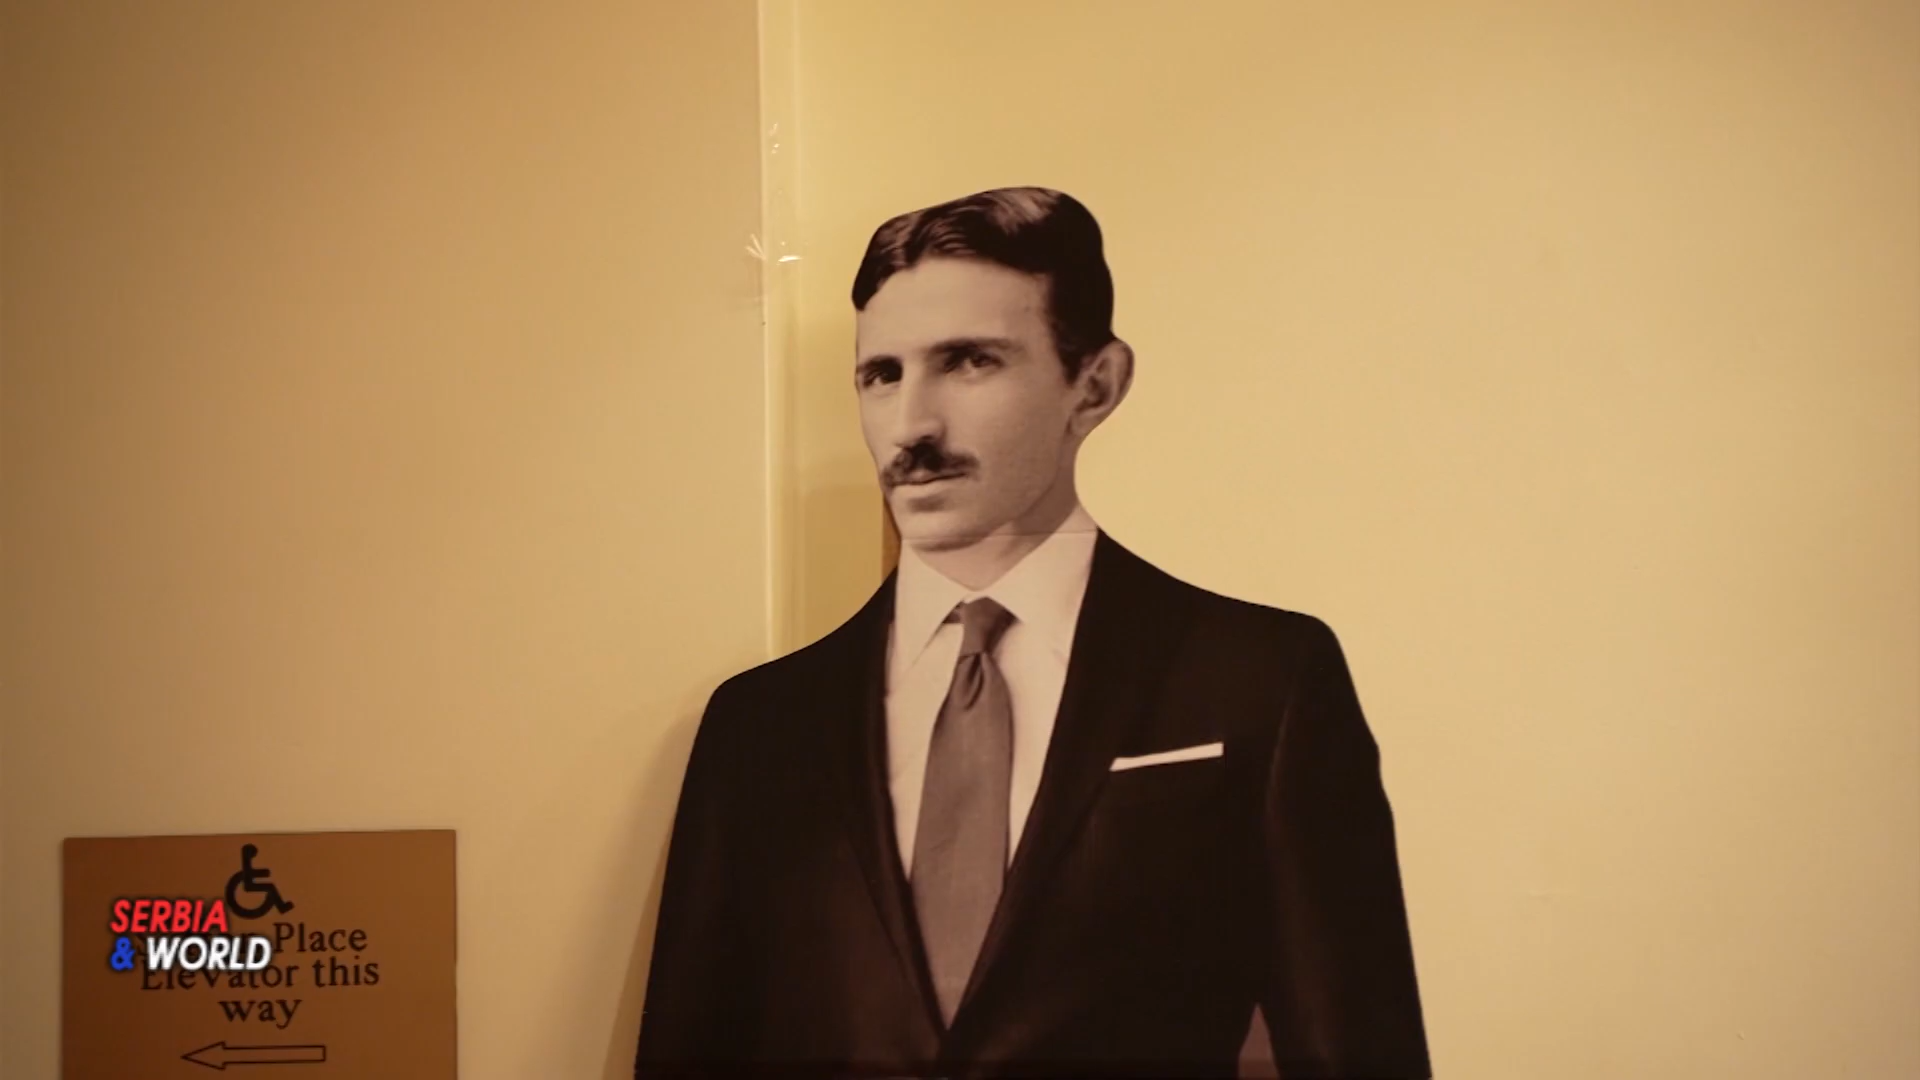 SERBIA
& WORLD
Place
Elevator this
way